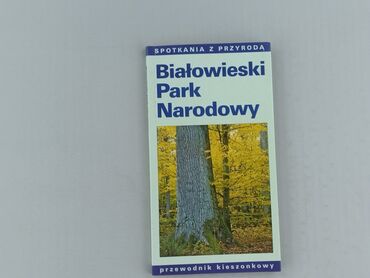 SPOTKANIA Z PRZYRODĄ
Białowieski
Park
Narodowy
przewodnik kieszonkowy